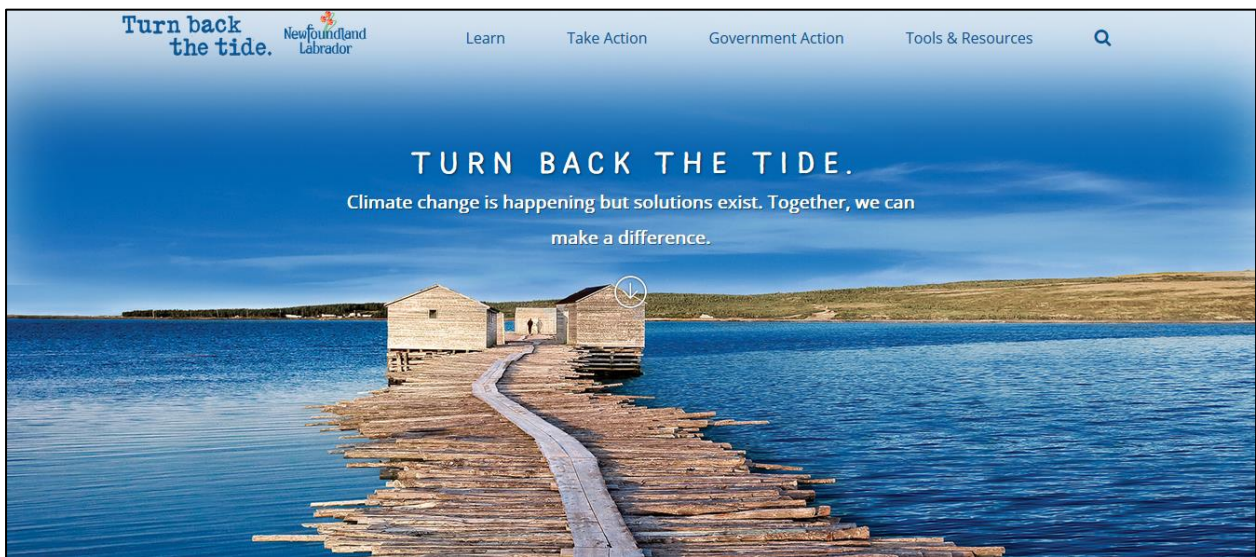 Turn back
the tide.
Newfoundland
Labrador
Learn
Take Action
Government Action
Tools & Resources
TURN BACK THE TIDE.
Climate change is happening but solutions exist. Together, we can
make a difference.